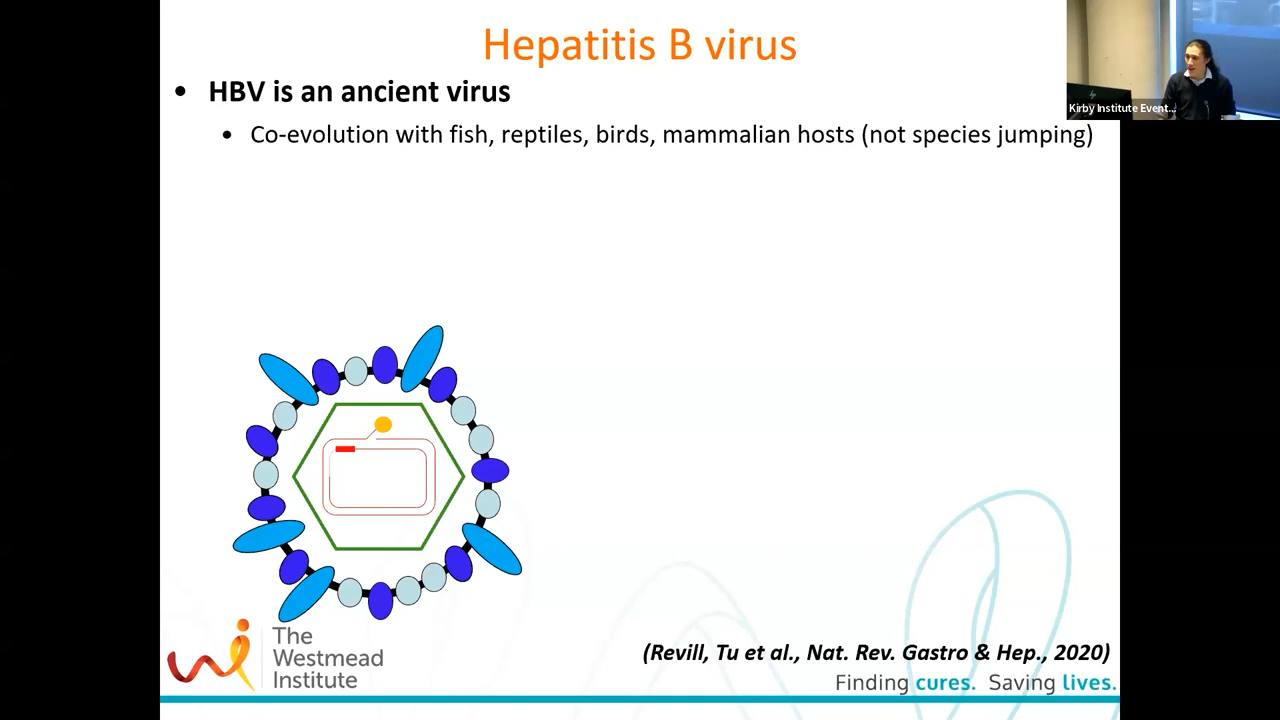 Hepatitis B virus
• HBV is an ancient virus
• Co-evolution with fish, reptiles, birds, mammalian hosts (not species jumping)
Kirby Institute Event...
(Revill, Tu et al., Nat. Rev. Gastro & Hep., 2020)
The
Westmead
Institute
Finding cures. Saving lives.